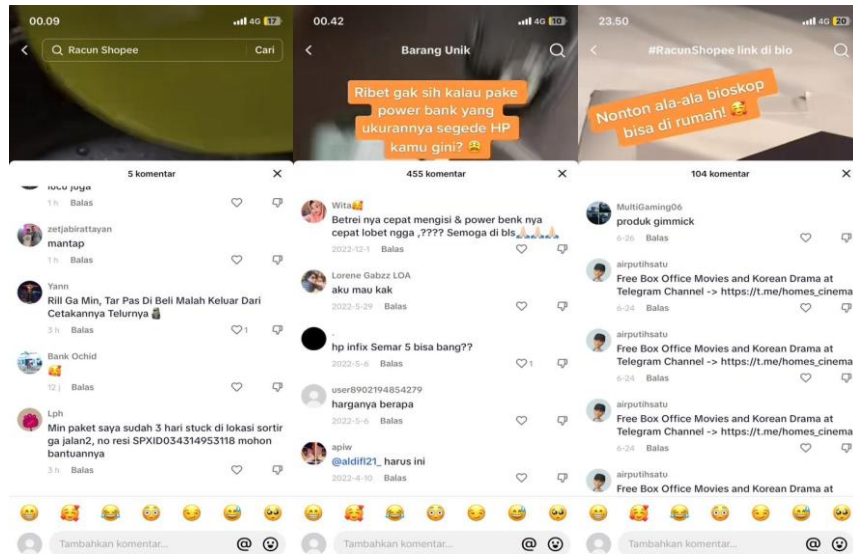 00.09
4G 17
Racun Shopee
Cari
5 komentar
lucu juga
1 h Balas
zetjabirattayan
mantap
1 h Balas
Yann
Rill Ga Min, Tar Pas Di Beli Malah Keluar Dari
Cetakannya Telurnya 🗿
3 h Balas
1
Bank Ochid
🥰
12 j Balas
Lph
Min paket saya sudah 3 hari stuck di lokasi sortir
ga jalan2, no resi SPXID034314953118 mohon
bantuannya
3 h Balas
Tambahkan komentar...
00.42
4G 10
Barang Unik
Ribet gak sih kalau pake
power bank yang
ukurannya segede HP
kamu gini? 😩
455 komentar
Wita🥰
Betrei nya cepat mengisi & power benk nya
cepat lobet ngga ,???? Semoga di bls🙏🏻🙏🏻🙏🏻
2022-12-1 Balas
Lorene Gabzz LOA
aku mau kak
2022-5-29 Balas
.
hp infix Semar 5 bisa bang??
2022-5-6 Balas
1
user8902194854279
harganya berapa
2022-5-6 Balas
apiw
@aldifl21_ harus ini
2022-4-10 Balas
Tambahkan komentar...
23.50
4G 20
#RacunShopee link di bio
Nonton ala-ala bioskop
bisa di rumah! 🥰
104 komentar
MultiGaming06
produk gimmick
6-26 Balas
airputihsatu
Free Box Office Movies and Korean Drama at
Telegram Channel -> https://t.me/homes_cinema
6-24 Balas
airputihsatu
Free Box Office Movies and Korean Drama at
Telegram Channel -> https://t.me/homes_cinema
6-24 Balas
airputihsatu
Free Box Office Movies and Korean Drama at
Telegram Channel -> https://t.me/homes_cinema
6-24 Balas
airputihsatu
Free Box Office Movies and Korean Drama at
Tambahkan komentar...